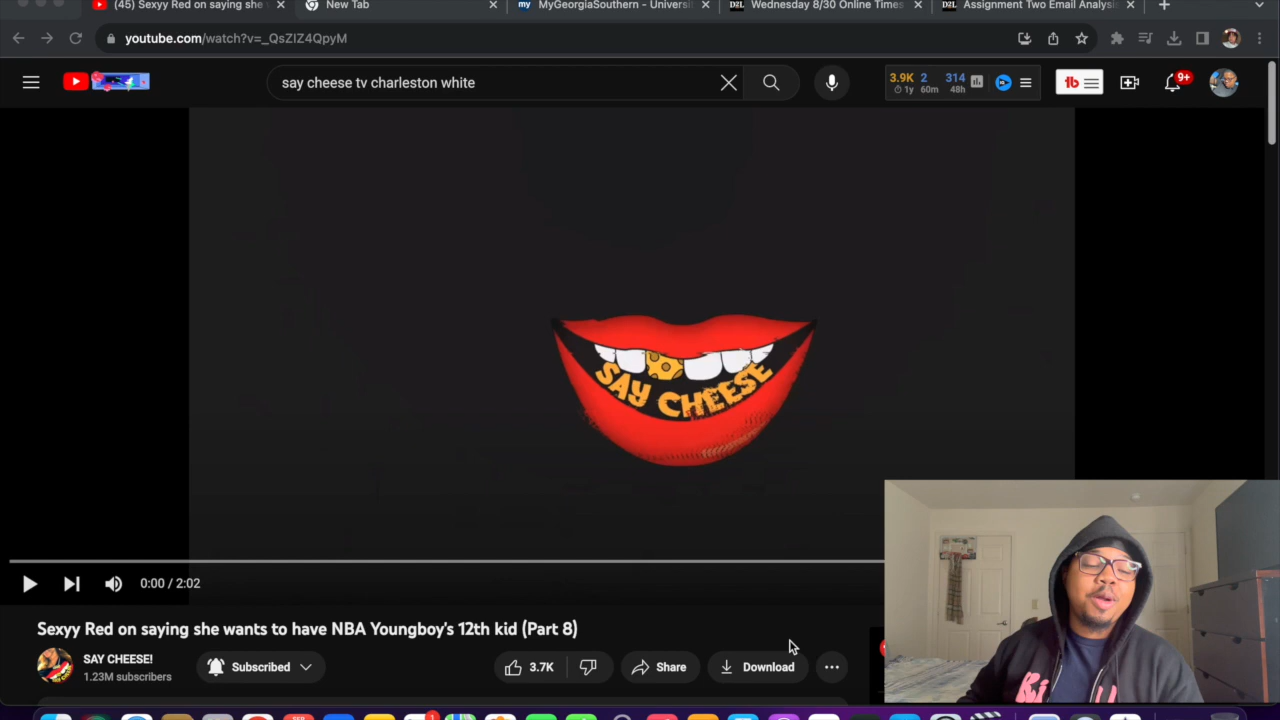 (45) Sexyy Red on saying she w
New Tab
MyGeorgiaSouthern - Universi
D2L
Wednesday 8/30 Online Times
D2L
Assignment Two Email Analysi
youtube.com/watch?v=_QsZIZ4QpyM
say cheese tv charleston white
3.9K 2 314
1y 60m 48h
tb
9+
SAY CHEESE
0:00 / 2:02
Sexyy Red on saying she wants to have NBA Youngboy's 12th kid (Part 8)
SAY CHEESE!
1.23M subscribers
Subscribed
3.7K
Share
Download